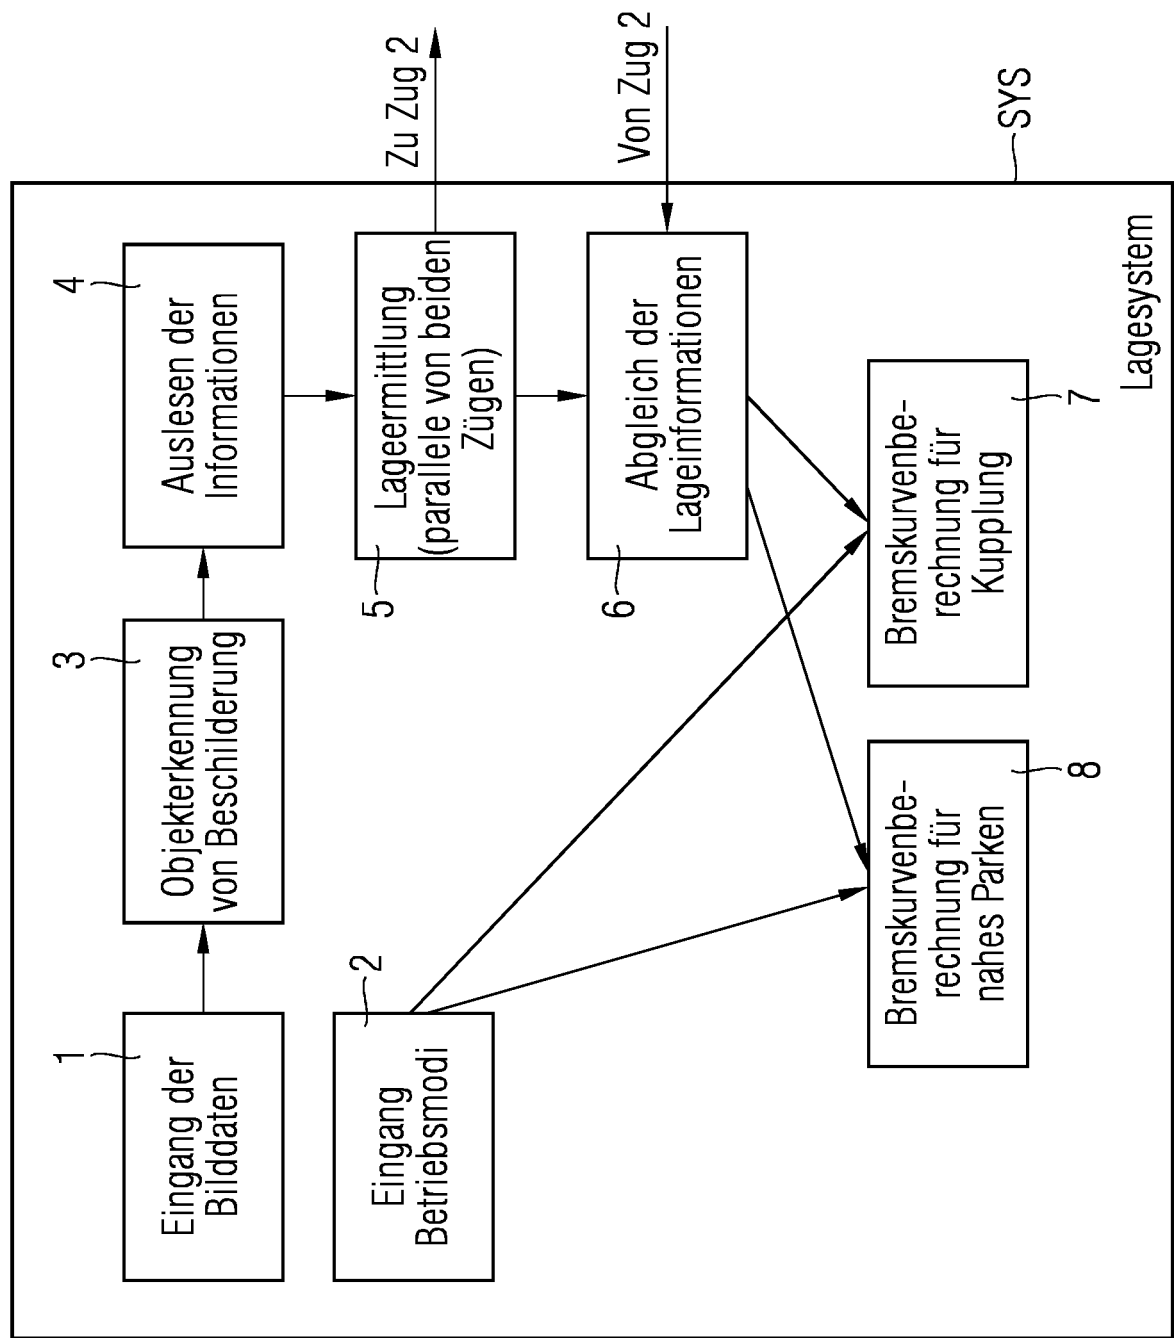 1
Eingang der
Bilddaten
3
Objekterkennung
von Beschilderung
4
Auslesen der
Informationen
2
Eingang
Betriebsmodi
5
Lageermittlung
(parallele von beiden
Zügen)
Zu Zug 2
6
Abgleich der
Lageinformationen
Von Zug 2
8
Bremskurvenbe-
rechnung für
nahes Parken
7
Bremskurvenbe-
rechnung für
Kupplung
Lagesystem
SYS